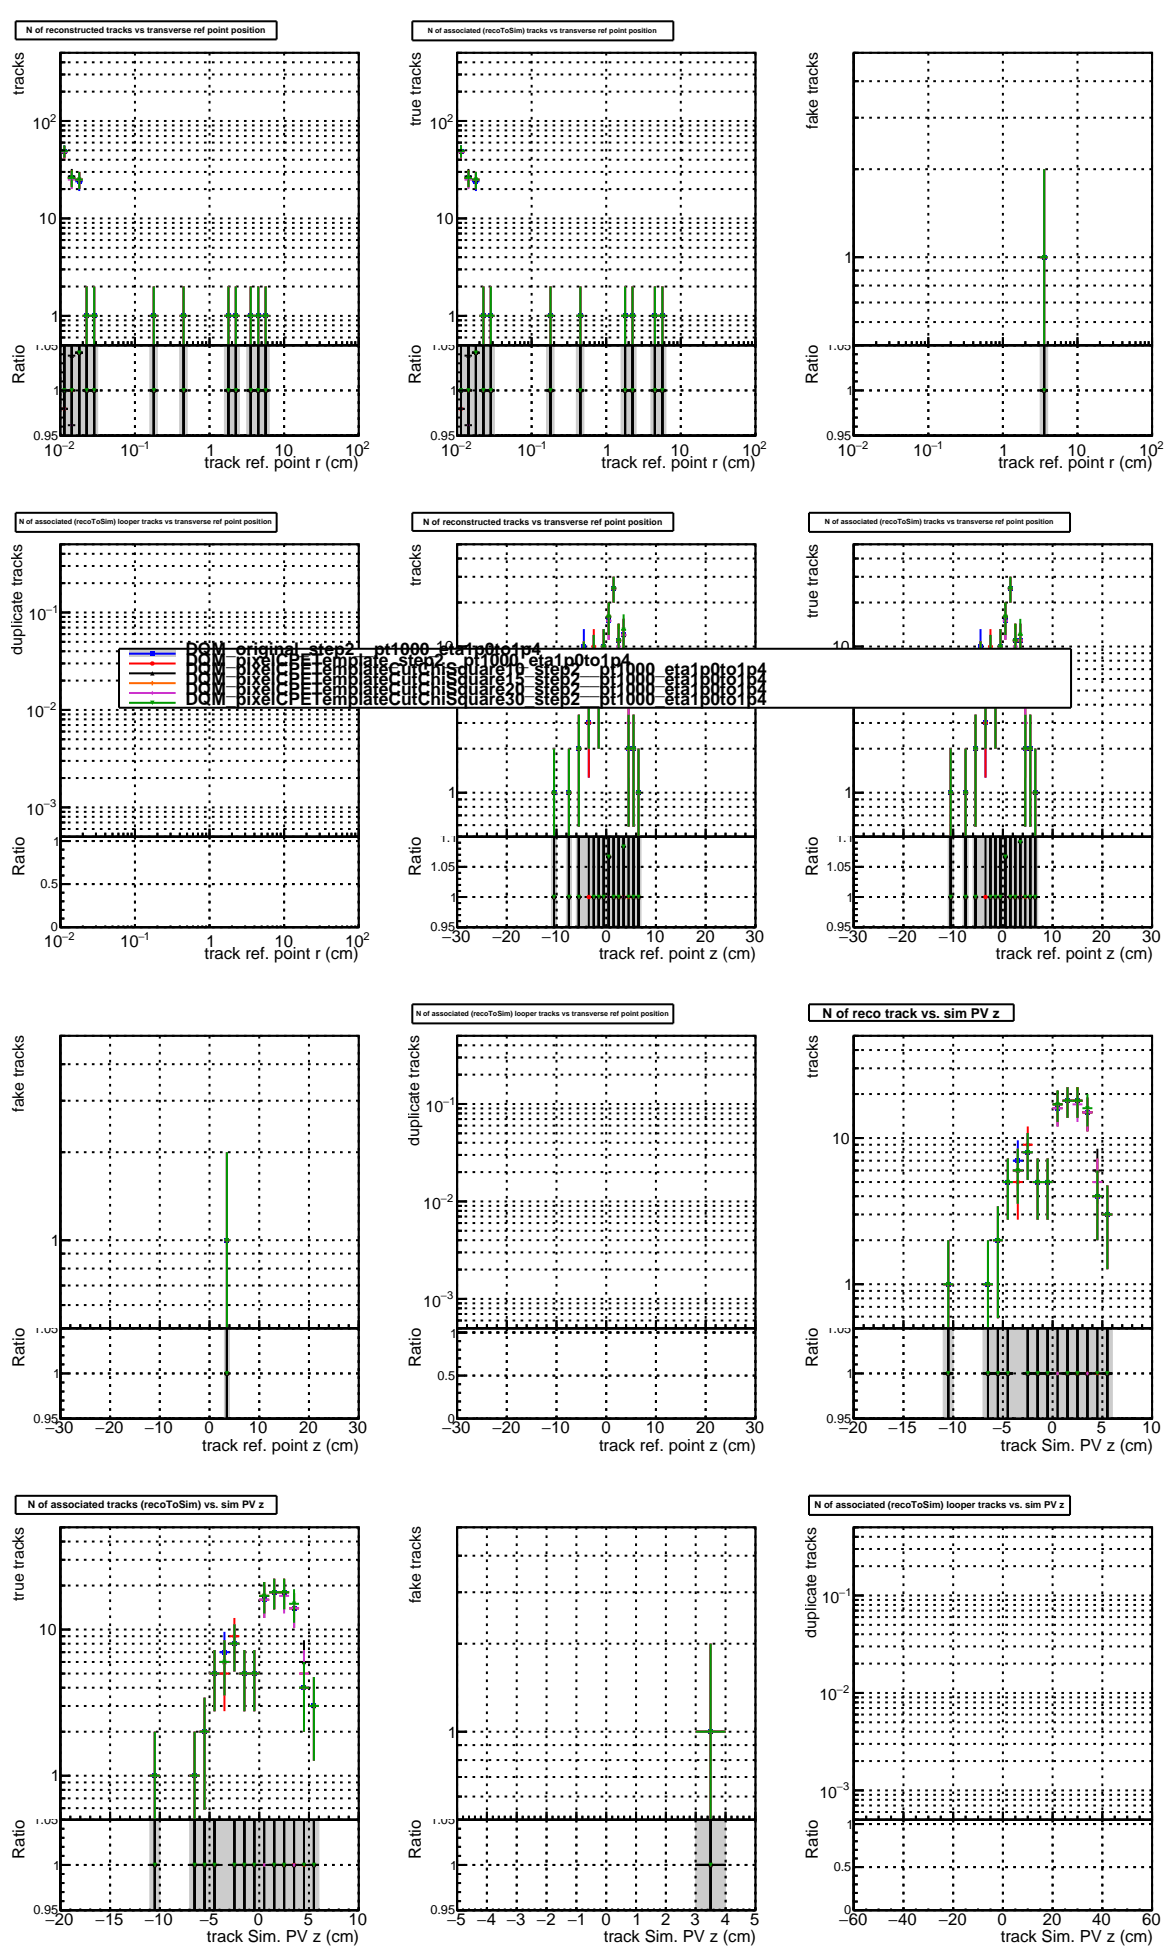 N of reconstructed tracks vs transverse ref point position
tracks
10²
10
1
1.05
Ratio
1
0.95
10⁻² 10⁻¹ 1 10 10²
track ref. point r (cm)
N of associated (recoToSim) tracks vs transverse ref point position
true tracks
10²
10
1
1.05
Ratio
1
0.95
10⁻² 10⁻¹ 1 10 10²
track ref. point r (cm)
fake tracks
1
1.05
Ratio
1
0.95
10⁻² 10⁻¹ 1 10 10²
track ref. point r (cm)
N of associated (recoToSim) looper tracks vs transverse ref point position
duplicate tracks
10⁻¹
10⁻²
10⁻³
Ratio
1
0.5
0
10⁻² 10⁻¹ 1 10 10²
track ref. point r (cm)
N of reconstructed tracks vs transverse ref point position
tracks
10
1
1.1
Ratio
1.05
1
0.95
−30 −20 −10 0 10 20 30
track ref. point z (cm)
N of associated (recoToSim) tracks vs transverse ref point position
true tracks
10
1
1.1
Ratio
1.05
1
0.95
−30 −20 −10 0 10 20 30
track ref. point z (cm)
DQM_original_step2__pt1000_eta1p0to1p4
DQM_pixelCPETemplate_step2__pt1000_eta1p0to1p4
DQM_pixelCPETemplateCutChiSquare10_step2__pt1000_eta1p0to1p4
DQM_pixelCPETemplateCutChiSquare15_step2__pt1000_eta1p0to1p4
DQM_pixelCPETemplateCutChiSquare20_step2__pt1000_eta1p0to1p4
DQM_pixelCPETemplateCutChiSquare30_step2__pt1000_eta1p0to1p4
fake tracks
1
1.05
Ratio
1
0.95
−30 −20 −10 0 10 20 30
track ref. point z (cm)
N of associated (recoToSim) looper tracks vs transverse ref point position
duplicate tracks
10⁻¹
10⁻²
10⁻³
Ratio
1
0.5
0
−30 −20 −10 0 10 20 30
track ref. point z (cm)
N of reco track vs. sim PV z
tracks
10
1
1.05
Ratio
1
0.95
−20 −15 −10 −5 0 5 10
track Sim. PV z (cm)
N of associated tracks (recoToSim) vs. sim PV z
true tracks
10
1
1.05
Ratio
1
0.95
−20 −15 −10 −5 0 5 10
track Sim. PV z (cm)
fake tracks
1
1.05
Ratio
1
0.95
−5 −4 −3 −2 −1 0 1 2 3 4 5
track Sim. PV z (cm)
N of associated (recoToSim) looper tracks vs. sim PV z
duplicate tracks
10⁻¹
10⁻²
10⁻³
Ratio
1
0.5
0
−60 −40 −20 0 20 40 60
track Sim. PV z (cm)